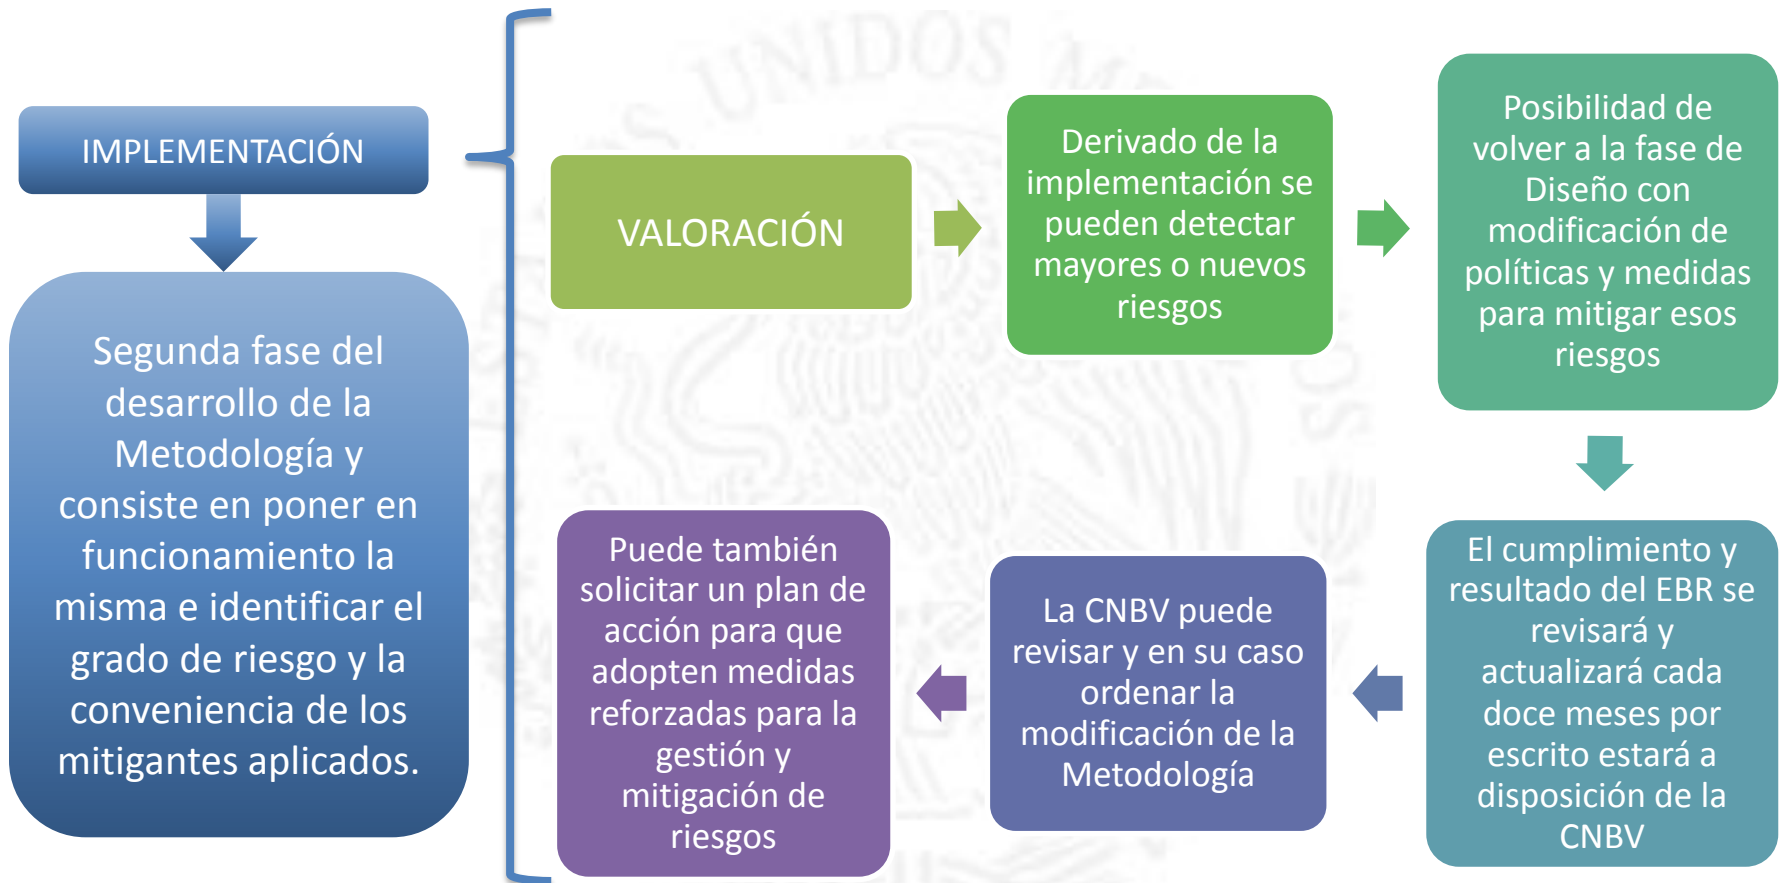 IMPLEMENTACIÓN
Segunda fase del
desarrollo de la
Metodología y
consiste en poner en
funcionamiento la
misma e identificar el
grado de riesgo y la
conveniencia de los
mitigantes aplicados.
VALORACIÓN
Derivado de la
implementación se
pueden detectar
mayores o nuevos
riesgos
Posibilidad de
volver a la fase de
Diseño con
modificación de
políticas y medidas
para mitigar esos
riesgos
El cumplimiento y
resultado del EBR se
revisará y
actualizará cada
doce meses por
escrito estará a
disposición de la
CNBV
La CNBV puede
revisar y en su caso
ordenar la
modificación de la
Metodología
Puede también
solicitar un plan de
acción para que
adopten medidas
reforzadas para la
gestión y
mitigación de
riesgos
UNIDOS